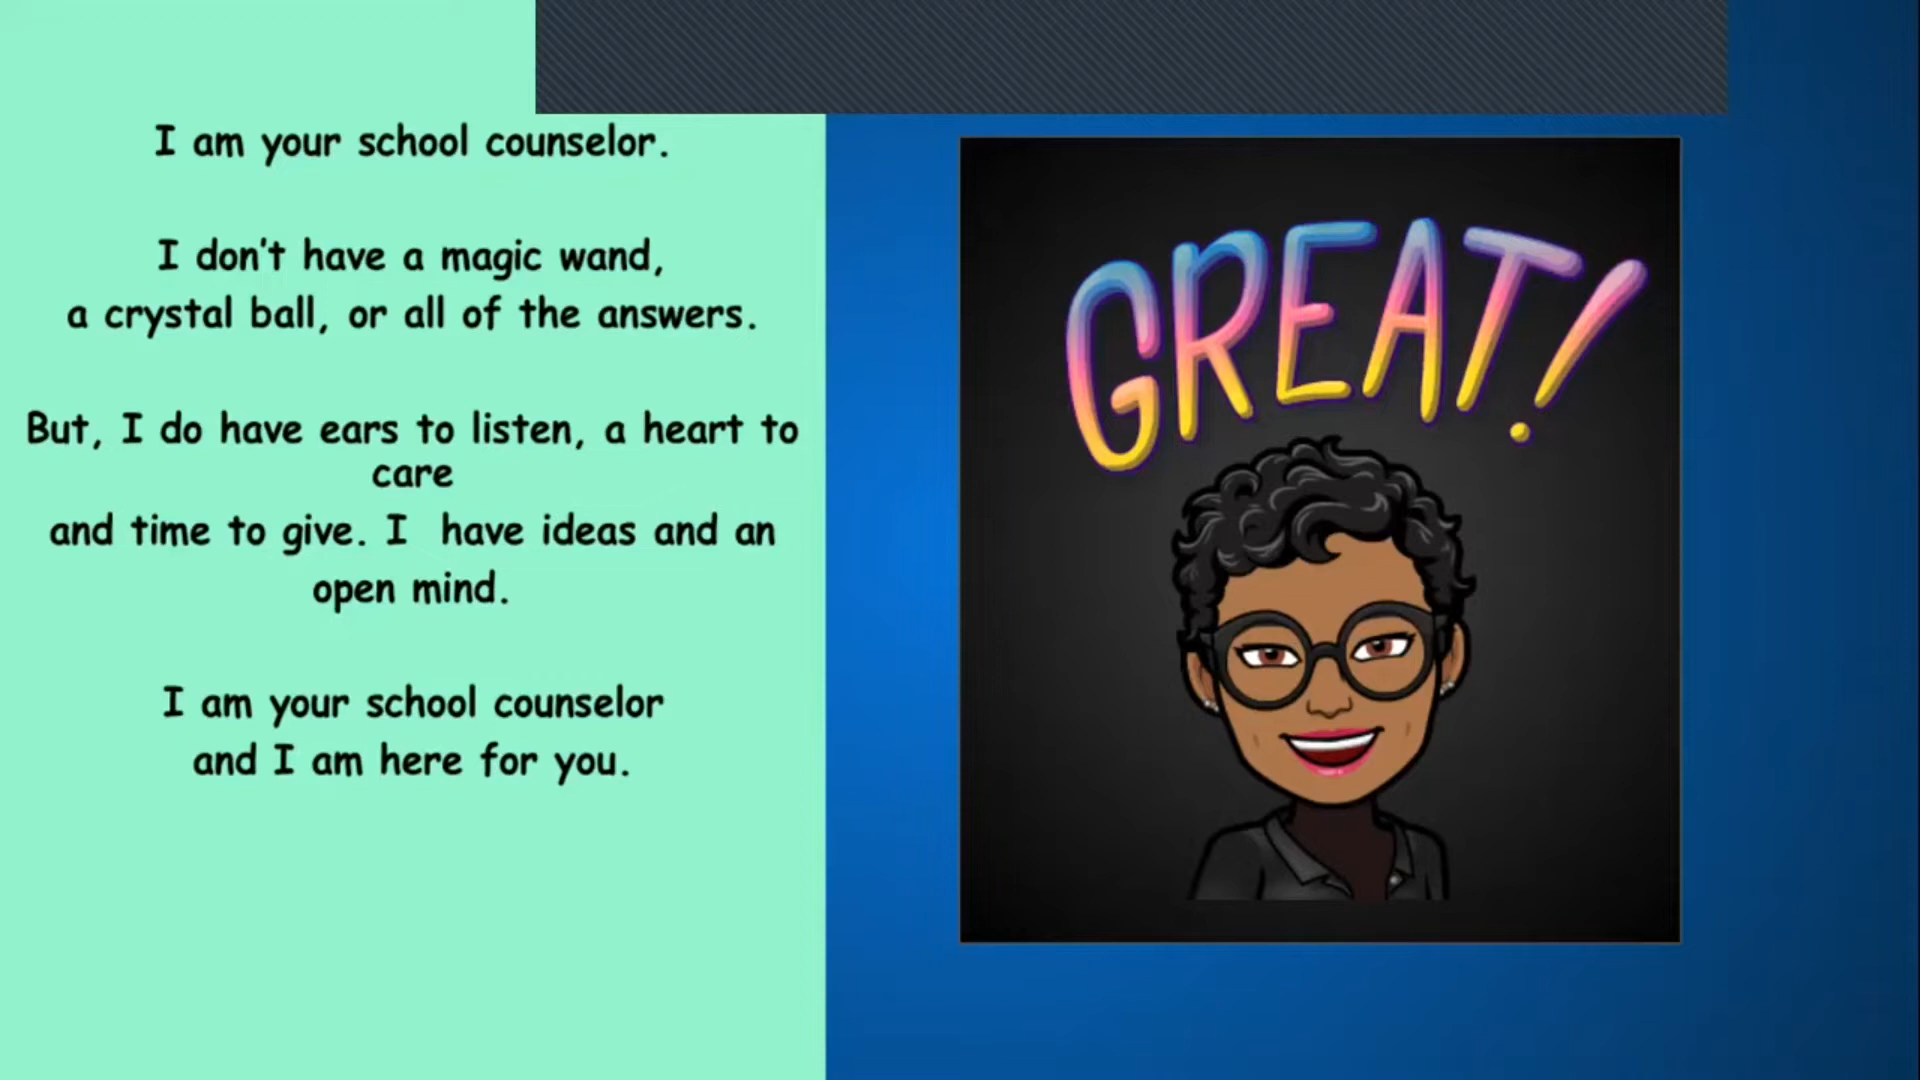 I am your school counselor.
I don't have a magic wand,
a crystal ball, or all of the answers.
But, I do have ears to listen, a heart to
care
and time to give. I  have ideas and an
open mind.
I am your school counselor
and I am here for you.
GREAT!